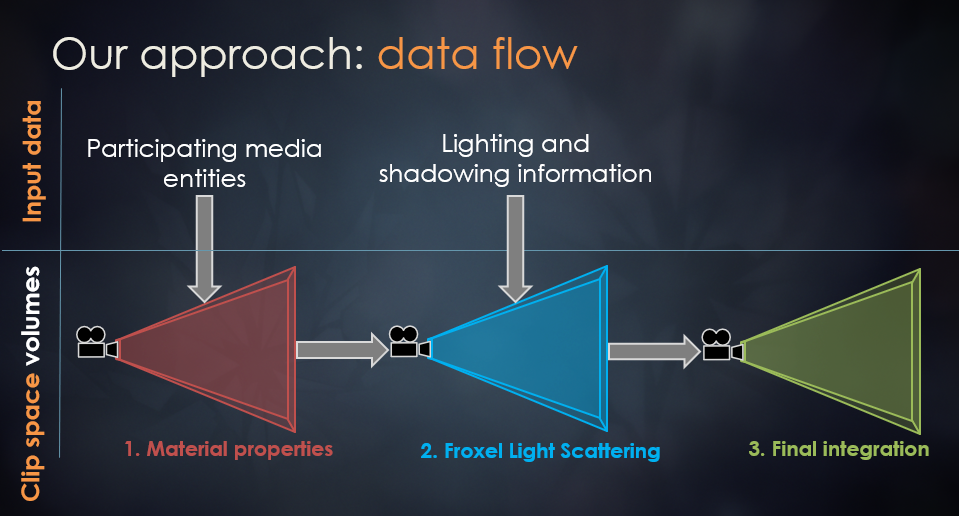 Our approach: data flow
Input data
Participating media
entities
Lighting and
shadowing information
Clip space volumes
1. Material properties
2. Froxel Light Scattering
3. Final integration